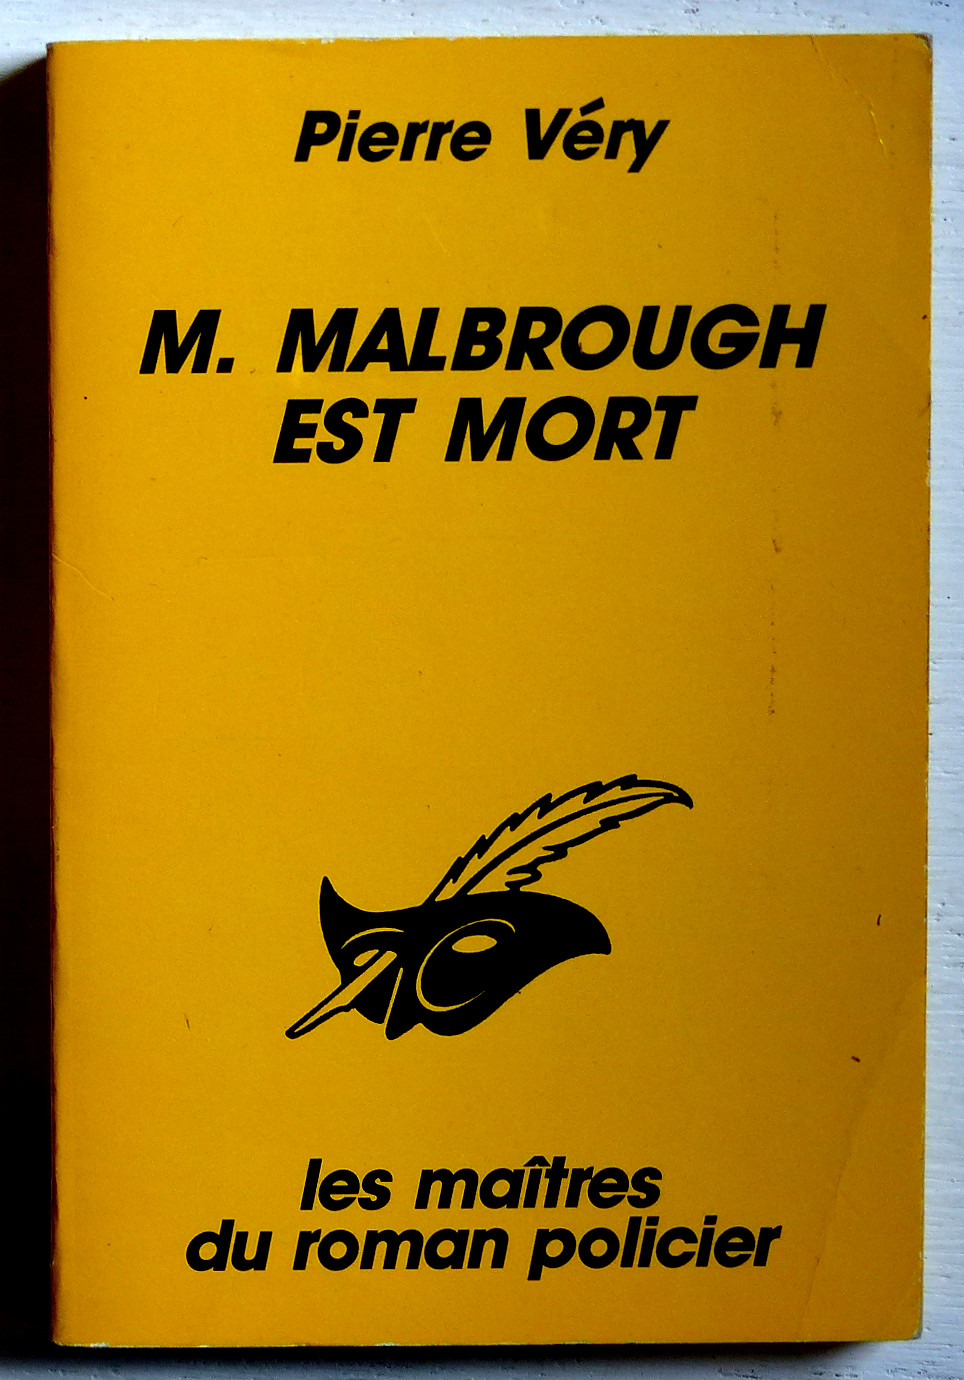 Pierre Véry
M. MALBROUGH
EST MORT
les maîtres
du roman policier